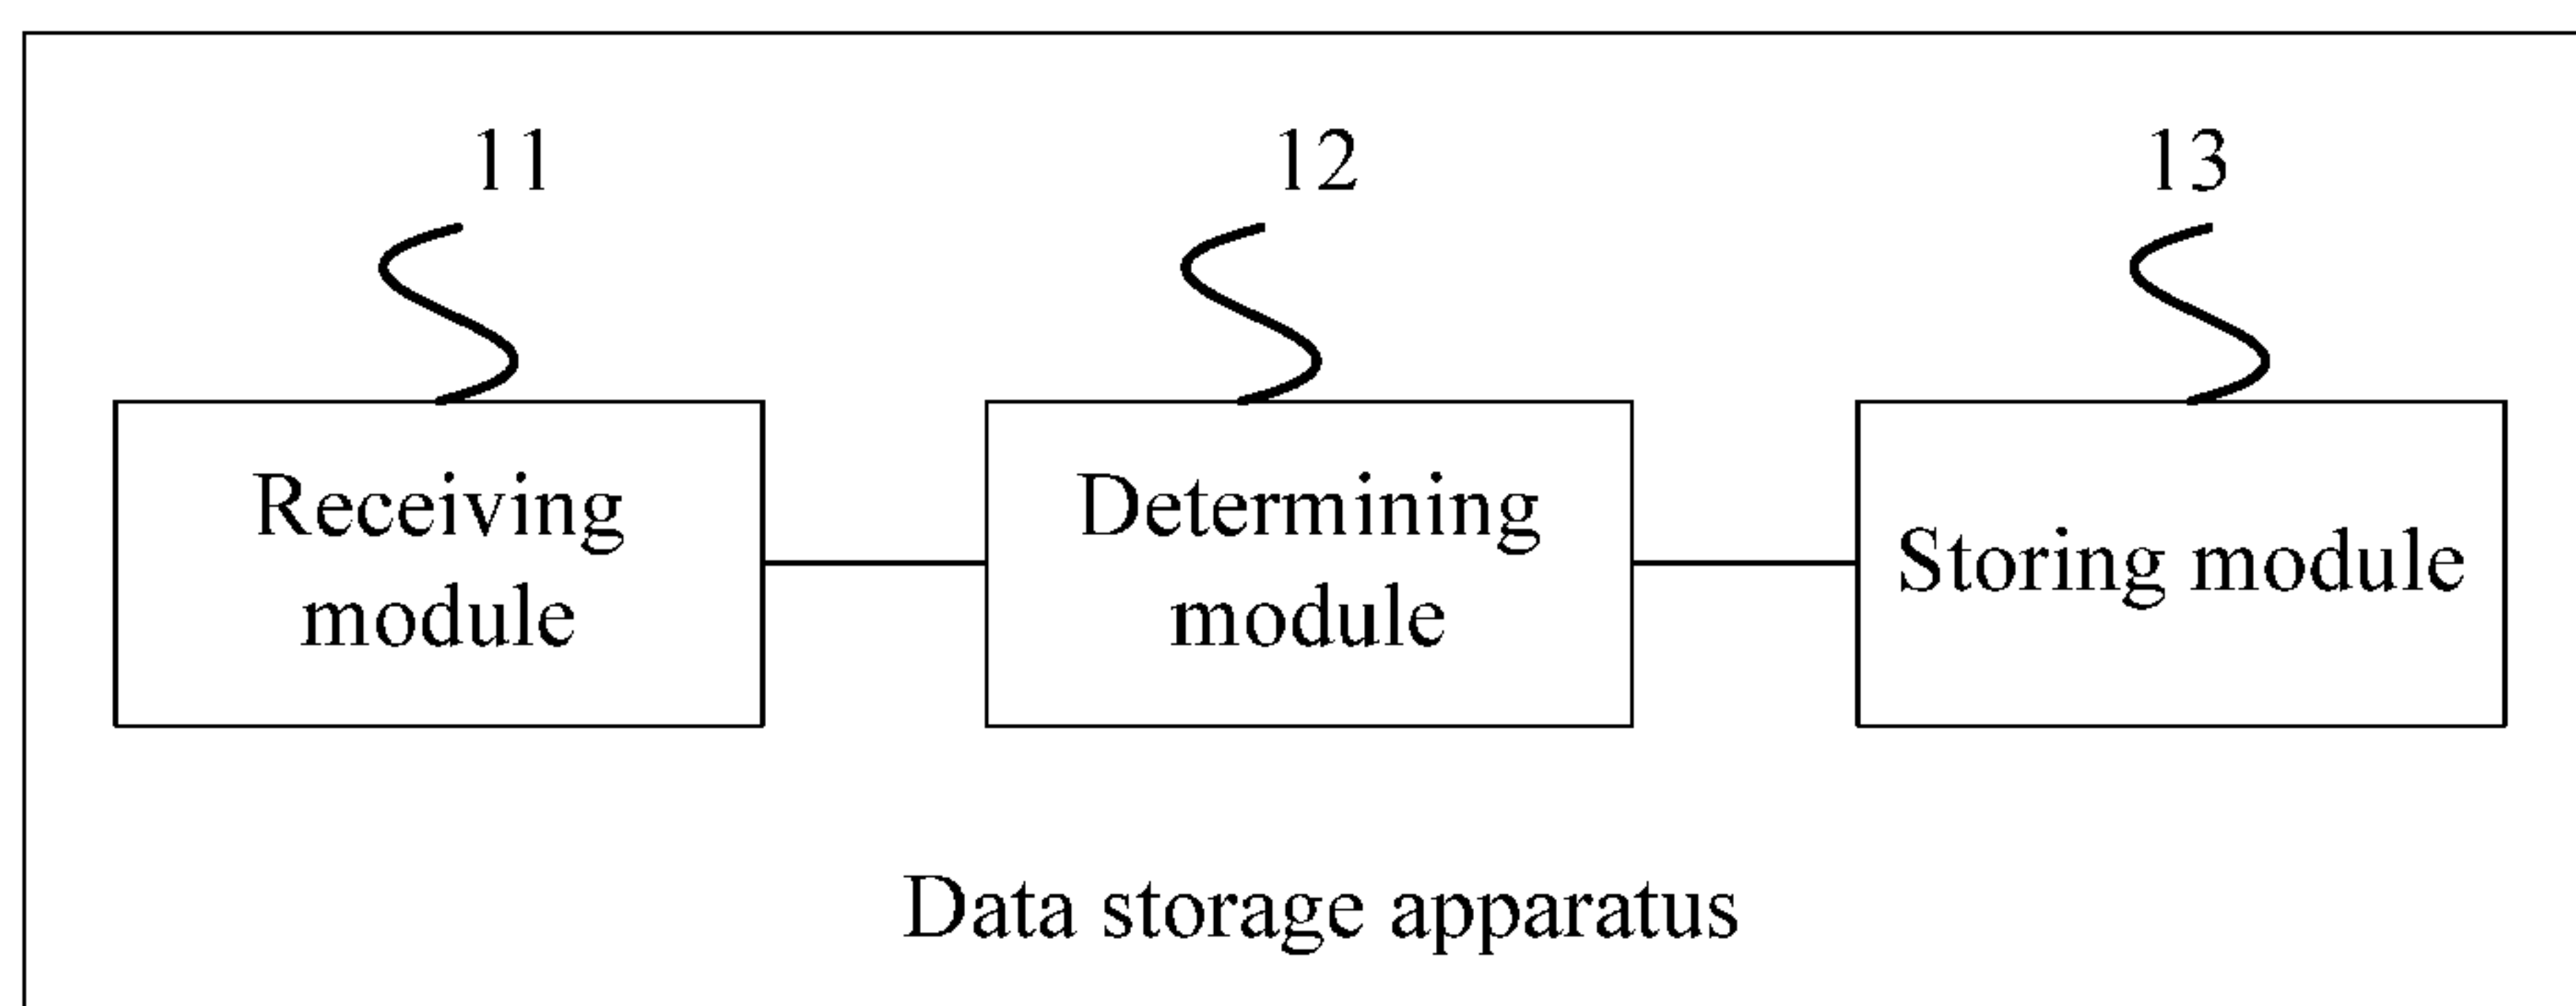 11
12
13
Receiving
module
Determining
module
Storing module
Data storage apparatus